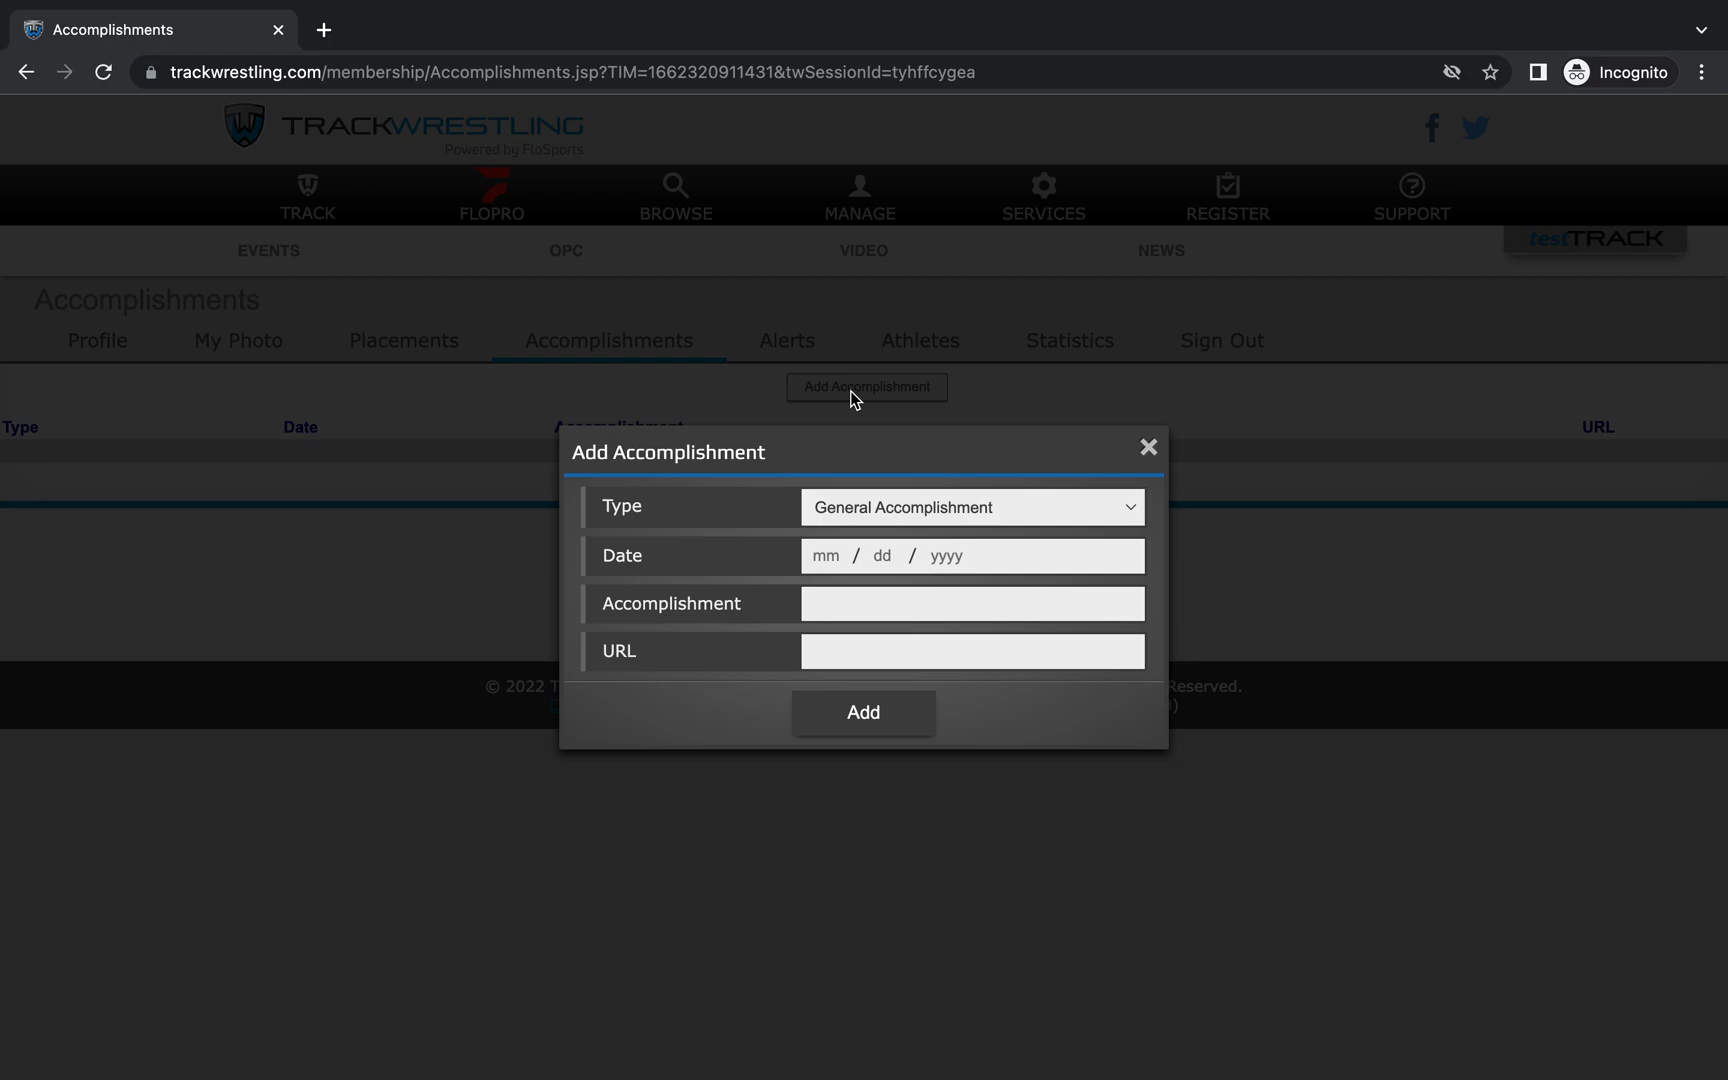 Accomplishments
trackwrestling.com/membership/Accomplishments.jsp?TIM=1662320911431&twSessionId=tyhffcygea
Incognito
TRACKWRESTLING
Powered by FloSports
TRACK
FLOPRO
BROWSE
MANAGE
SERVICES
REGISTER
SUPPORT
EVENTS
OPC
VIDEO
NEWS
testTRACK
Accomplishments
Profile
My Photo
Placements
Accomplishments
Alerts
Athletes
Statistics
Sign Out
Add Accomplishment
Type
Date
Accomplishment
URL
Add Accomplishment
Type
General Accomplishment
Date
mm / dd / yyyy
Accomplishment
URL
Add
© 2022 T
Reserved.